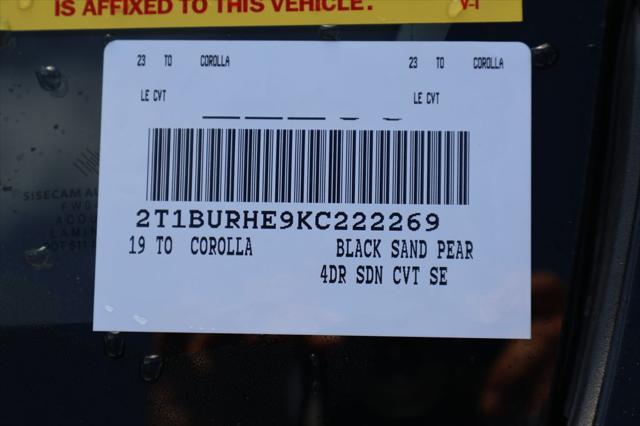 IS AFFIXED TO THIS VEHICLE. V-1
23 TO COROLLA 23 TO COROLLA
LE CVT LE CVT
2T1BURHE9KC222269
19 TO COROLLA BLACK SAND PEAR
4DR SDN CVT SE
SISECAM